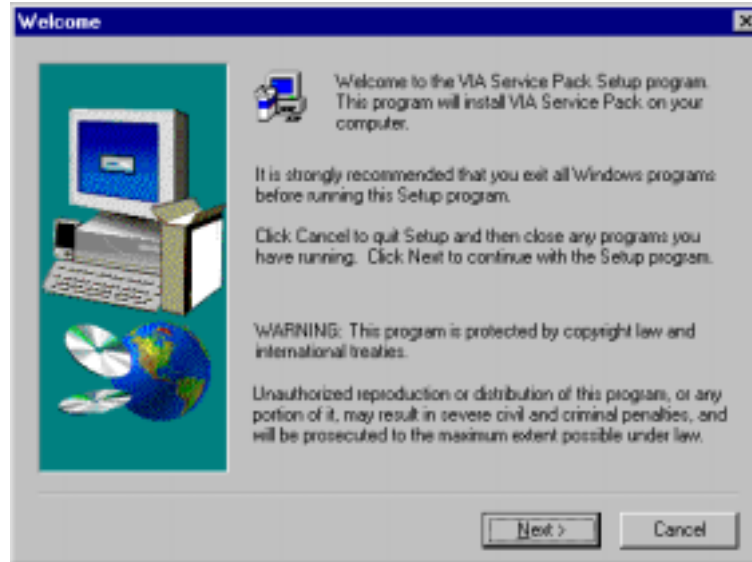 Welcome
Welcome to the VIA Service Pack Setup program.
This program will install VIA Service Pack on your
computer.
It is strongly recommended that you exit all Windows programs
before running this Setup program.
Click Cancel to quit Setup and then close any programs you
have running. Click Next to continue with the Setup program.
WARNING: This program is protected by copyright law and
international treaties.
Unauthorized reproduction or distribution of this program, or any
portion of it, may result in severe civil and criminal penalties, and
will be prosecuted to the maximum extent possible under law.
Next >
Cancel